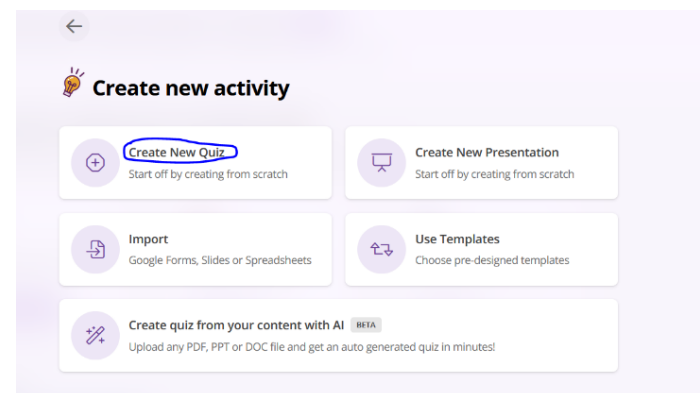 Create new activity
Create New Quiz
Start off by creating from scratch
Create New Presentation
Start off by creating from scratch
Import
Google Forms, Slides or Spreadsheets
Use Templates
Choose pre-designed templates
Create quiz from your content with AI BETA
Upload any PDF, PPT or DOC file and get an auto generated quiz in minutes!